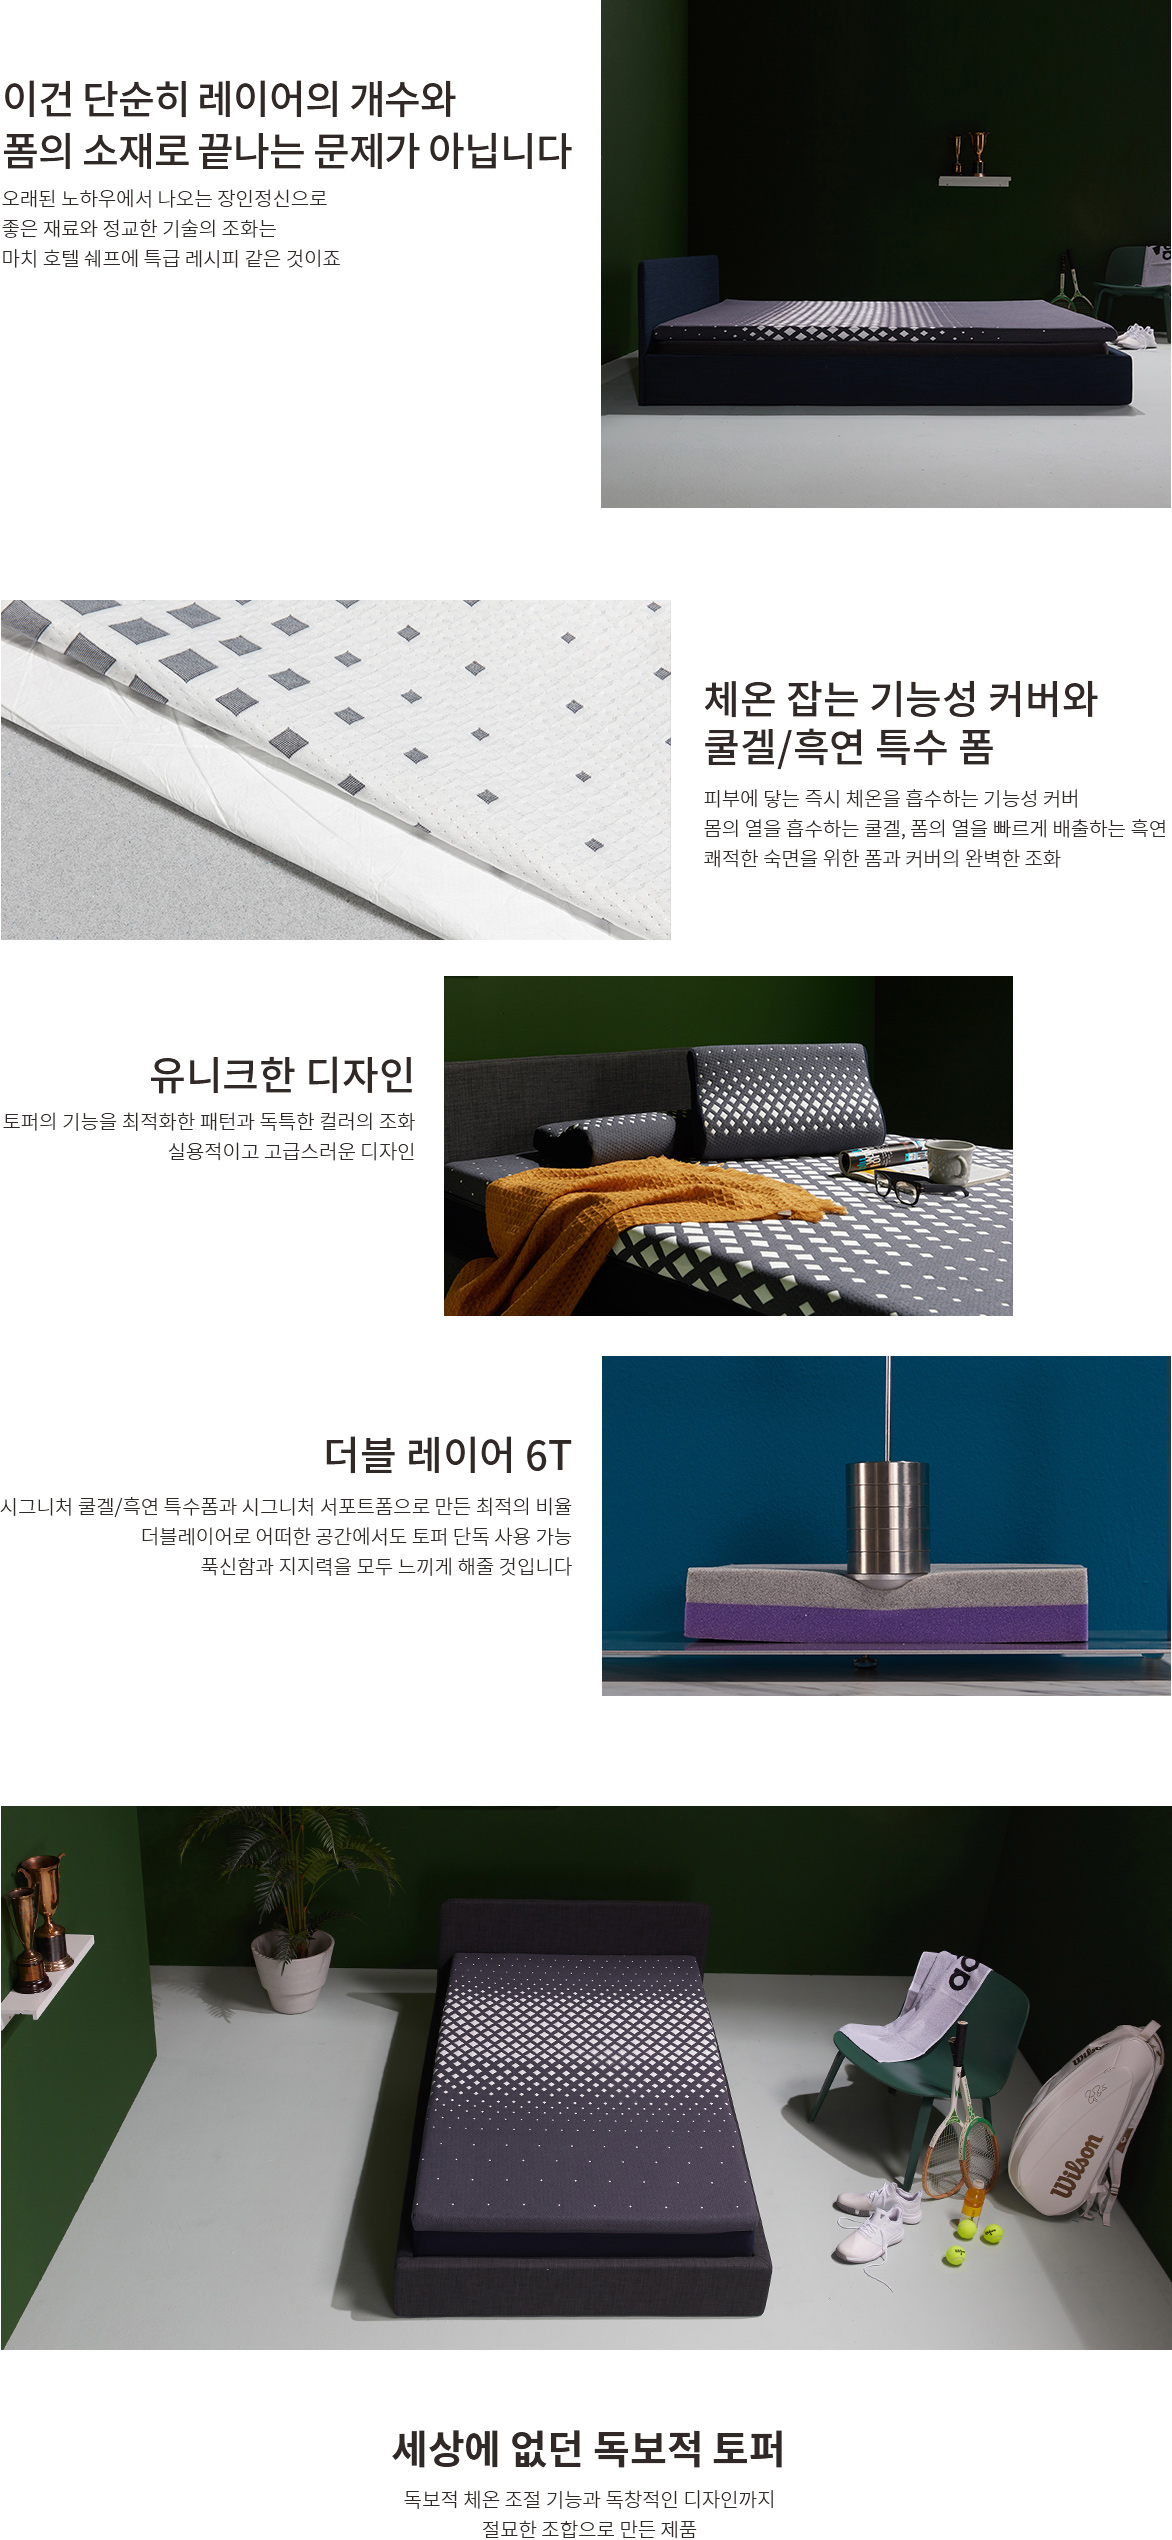 이건 단순히 레이어의 개수와
폼의 소재로 끝나는 문제가 아닙니다
오래된 노하우에서 나오는 장인정신으로
좋은 재료와 정교한 기술의 조화는
마치 호텔 쉐프에 특급 레시피 같은 것이죠
체온 잡는 기능성 커버와
쿨겔/흑연 특수 폼
피부에 닿는 즉시 체온을 흡수하는 기능성 커버
몸의 열을 흡수하는 쿨겔, 폼의 열을 빠르게 배출하는 흑연
쾌적한 숙면을 위한 폼과 커버의 완벽한 조화
유니크한 디자인
토퍼의 기능을 최적화한 패턴과 독특한 컬러의 조화
실용적이고 고급스러운 디자인
더블 레이어 6T
시그니처 쿨겔/흑연 특수폼과 시그니처 서포트폼으로 만든 최적의 비율
더블레이어로 어떠한 공간에서도 토퍼 단독 사용 가능
푹신함과 지지력을 모두 느끼게 해줄 것입니다
ad
Wilson
세상에 없던 독보적 토퍼
독보적 체온 조절 기능과 독창적인 디자인까지
절묘한 조합으로 만든 제품